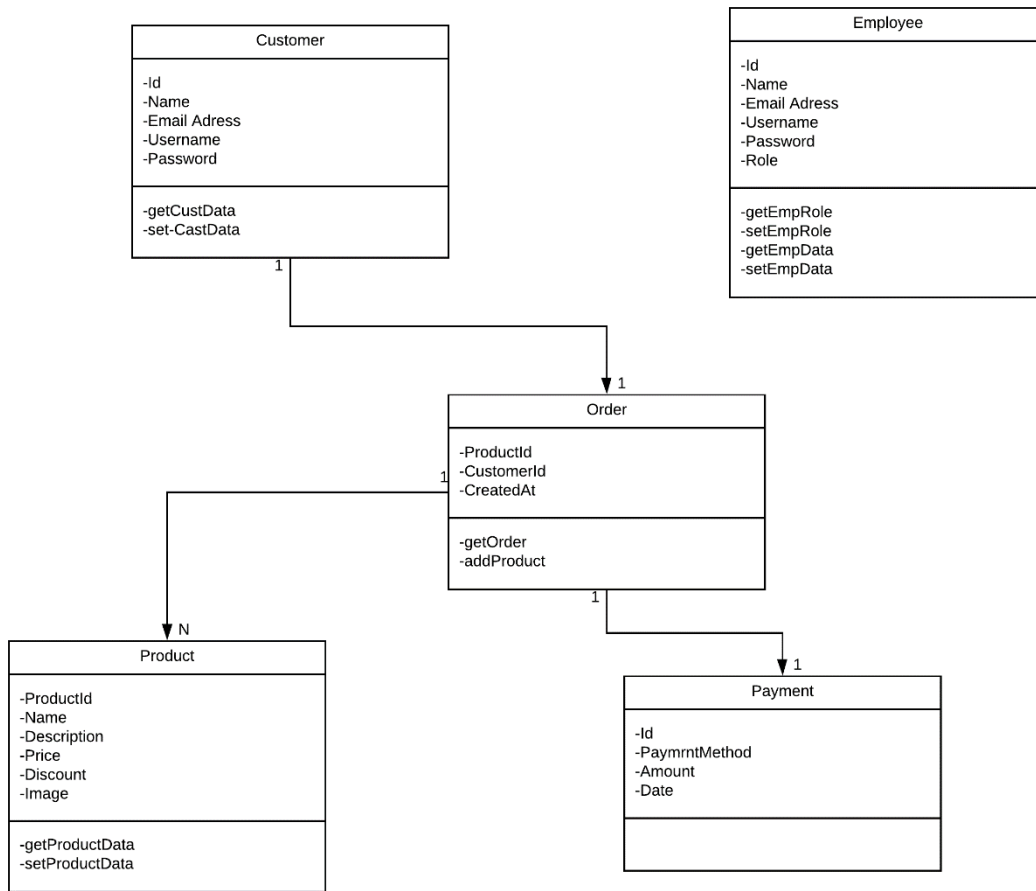 Customer
-Id
-Name
-Email Adress
-Username
-Password
-getCustData
-set-CastData
1
Employee
-Id
-Name
-Email Adress
-Username
-Password
-Role
-getEmpRole
-setEmpRole
-getEmpData
-setEmpData
1
Order
-ProductId
-CustomerId
-CreatedAt
-getOrder
-addProduct
1
1
N
Product
-ProductId
-Name
-Description
-Price
-Discount
-Image
-getProductData
-setProductData
1
Payment
-Id
-PaymrntMethod
-Amount
-Date